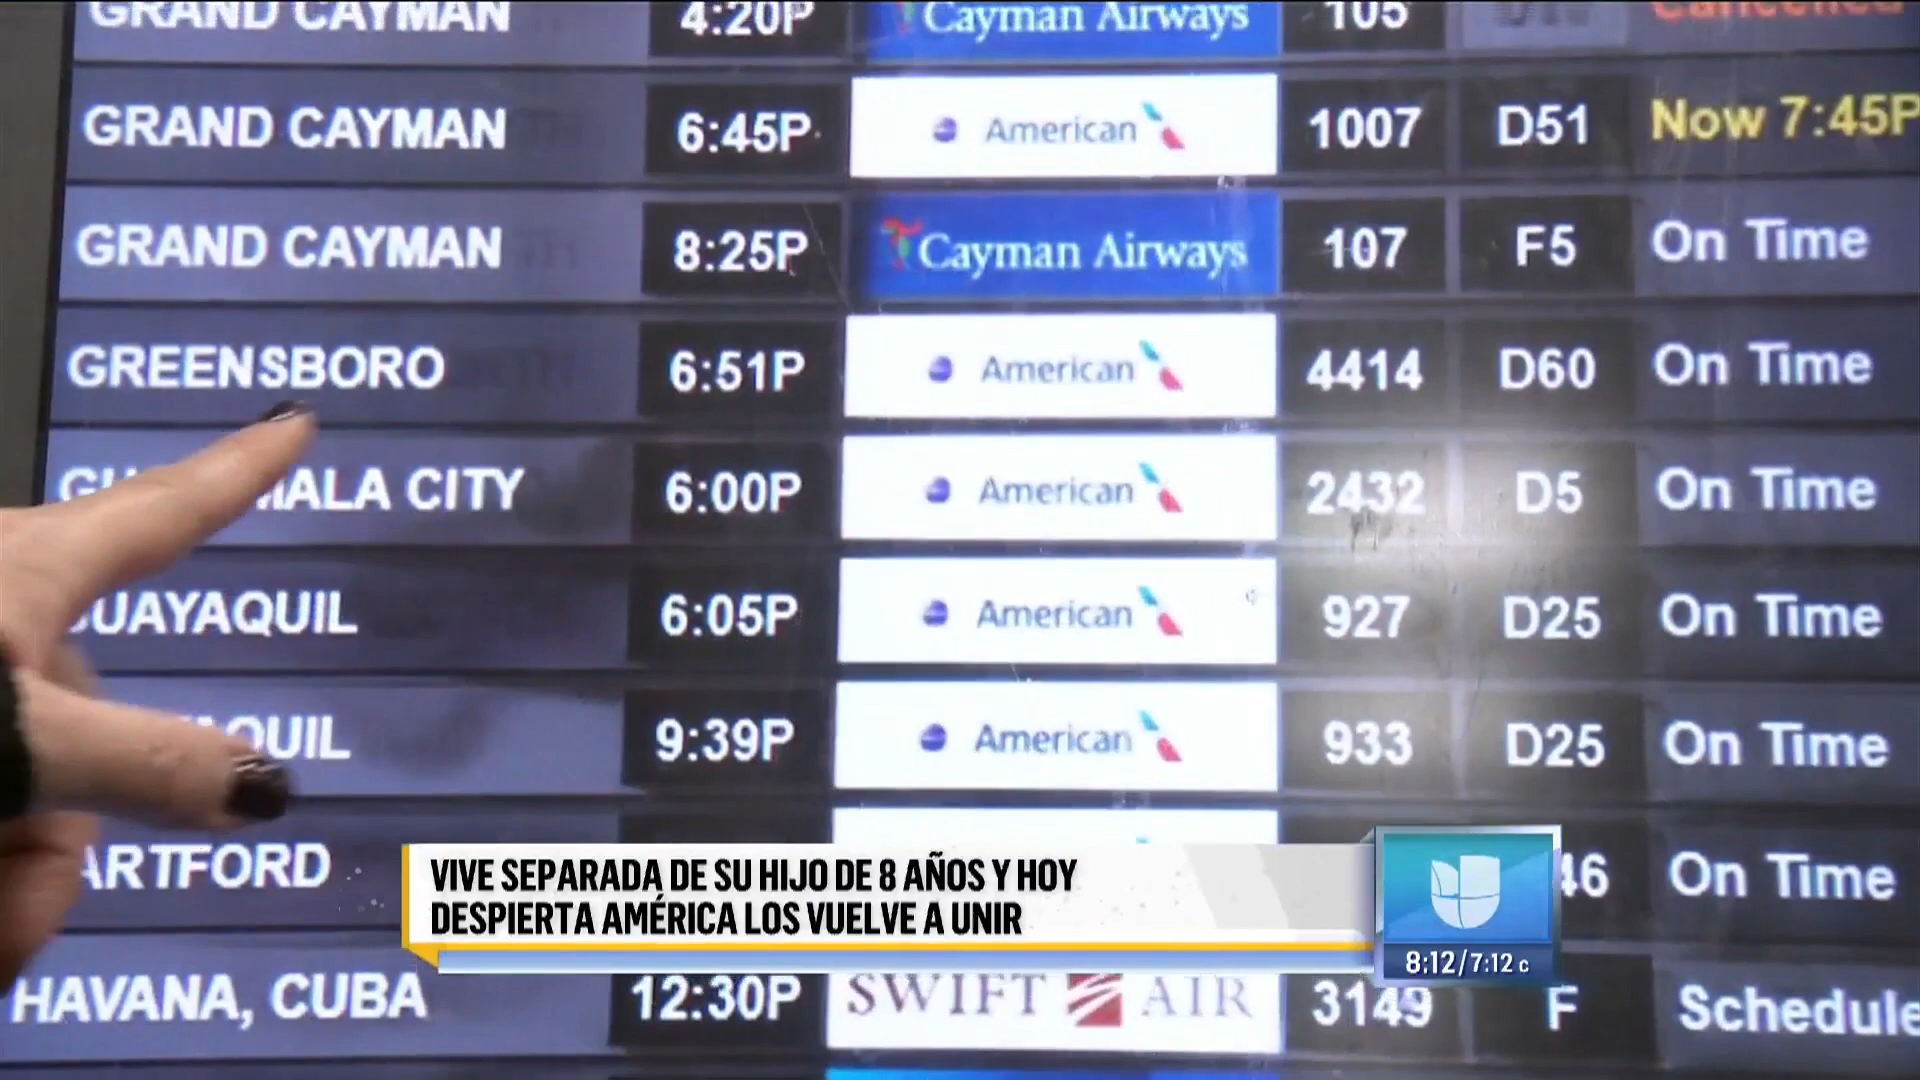 GRAND CAYMAN 4:20P Cayman Airways 105 Cancelled
GRAND CAYMAN 6:45P American 1007 D51 Now 7:45P
GRAND CAYMAN 8:25P Cayman Airways 107 F5 On Time
GREENSBORO 6:51P American 4414 D60 On Time
GU MALA CITY 6:00P American 2432 D5 On Time
UAYAQUIL 6:05P American 927 D25 On Time
AQUIL 9:39P American 933 D25 On Time
ARTFORD 46 On Time
VIVE SEPARADA DE SU HIJO DE 8 AÑOS Y HOY
DESPIERTA AMÉRICA LOS VUELVE A UNIR
8:12/7:12 c
HAVANA, CUBA 12:30P SWIFT AIR 3149 F Schedule